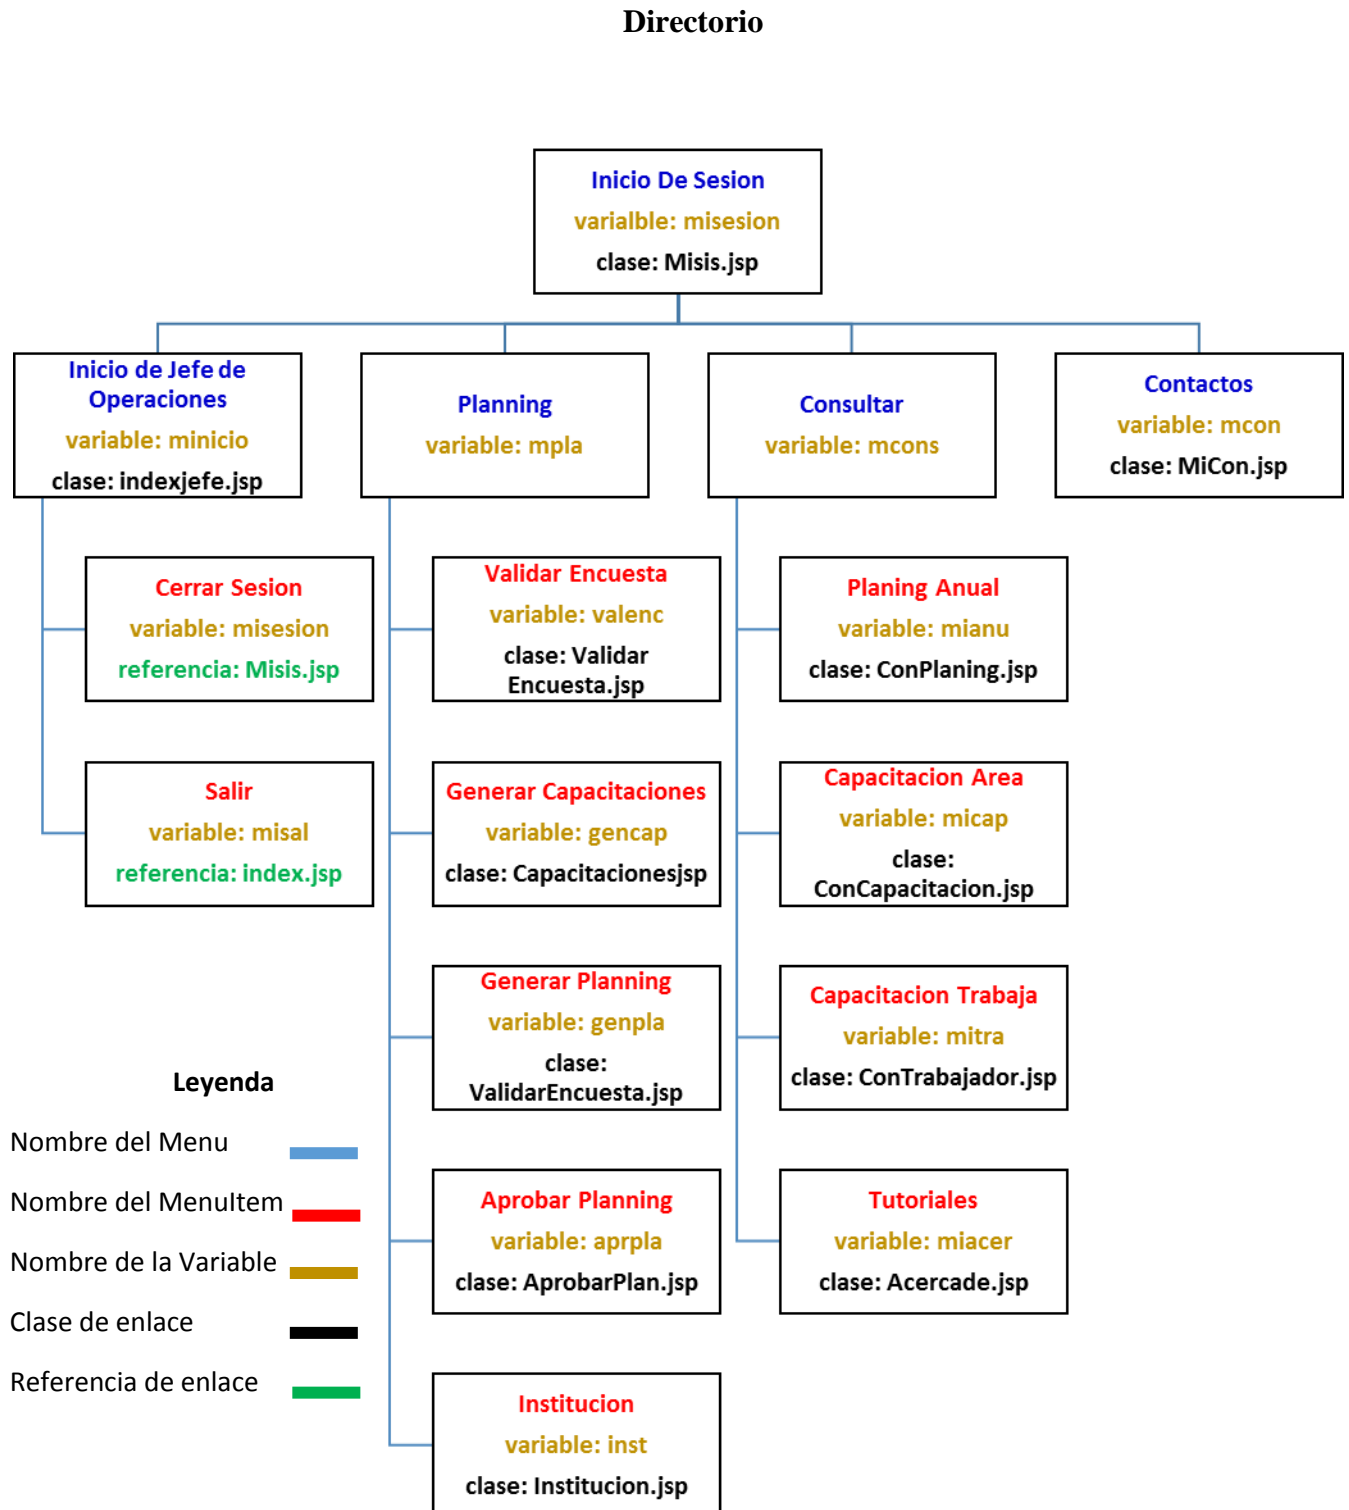 Directorio
Inicio De Sesion
varialble: misesion
clase: Misis.jsp
Inicio de Jefe de
Operaciones
variable: minicio
clase: indexjefe.jsp
Planning
variable: mpla
Consultar
variable: mcons
Contactos
variable: mcon
clase: MiCon.jsp
Cerrar Sesion
variable: misesion
referencia: Misis.jsp
Validar Encuesta
variable: valenc
clase: Validar
Encuesta.jsp
Planing Anual
variable: mianu
clase: ConPlaning.jsp
Salir
variable: misal
referencia: index.jsp
Generar Capacitaciones
variable: gencap
clase: Capacitacionesjsp
Capacitacion Area
variable: micap
clase:
ConCapacitacion.jsp
Generar Planning
variable: genpla
clase:
ValidarEncuesta.jsp
Capacitacion Trabaja
variable: mitra
clase: ConTrabajador.jsp
Aprobar Planning
variable: aprpla
clase: AprobarPlan.jsp
Tutoriales
variable: miacer
clase: Acercade.jsp
Institucion
variable: inst
clase: Institucion.jsp
Leyenda
Nombre del Menu
Nombre del MenuItem
Nombre de la Variable
Clase de enlace
Referencia de enlace